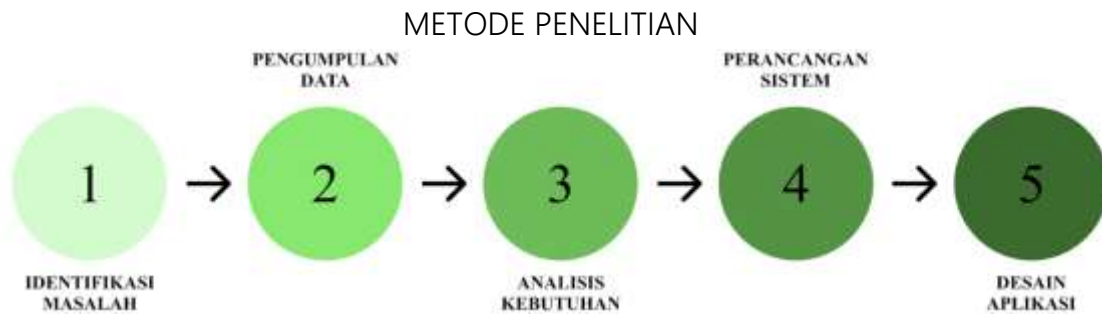 METODE PENELITIAN
PENGUMPULAN
DATA
PERANCANGAN
SISTEM
1
2
3
4
5
IDENTIFIKASI
MASALAH
ANALISIS
KEBUTUHAN
DESAIN
APLIKASI